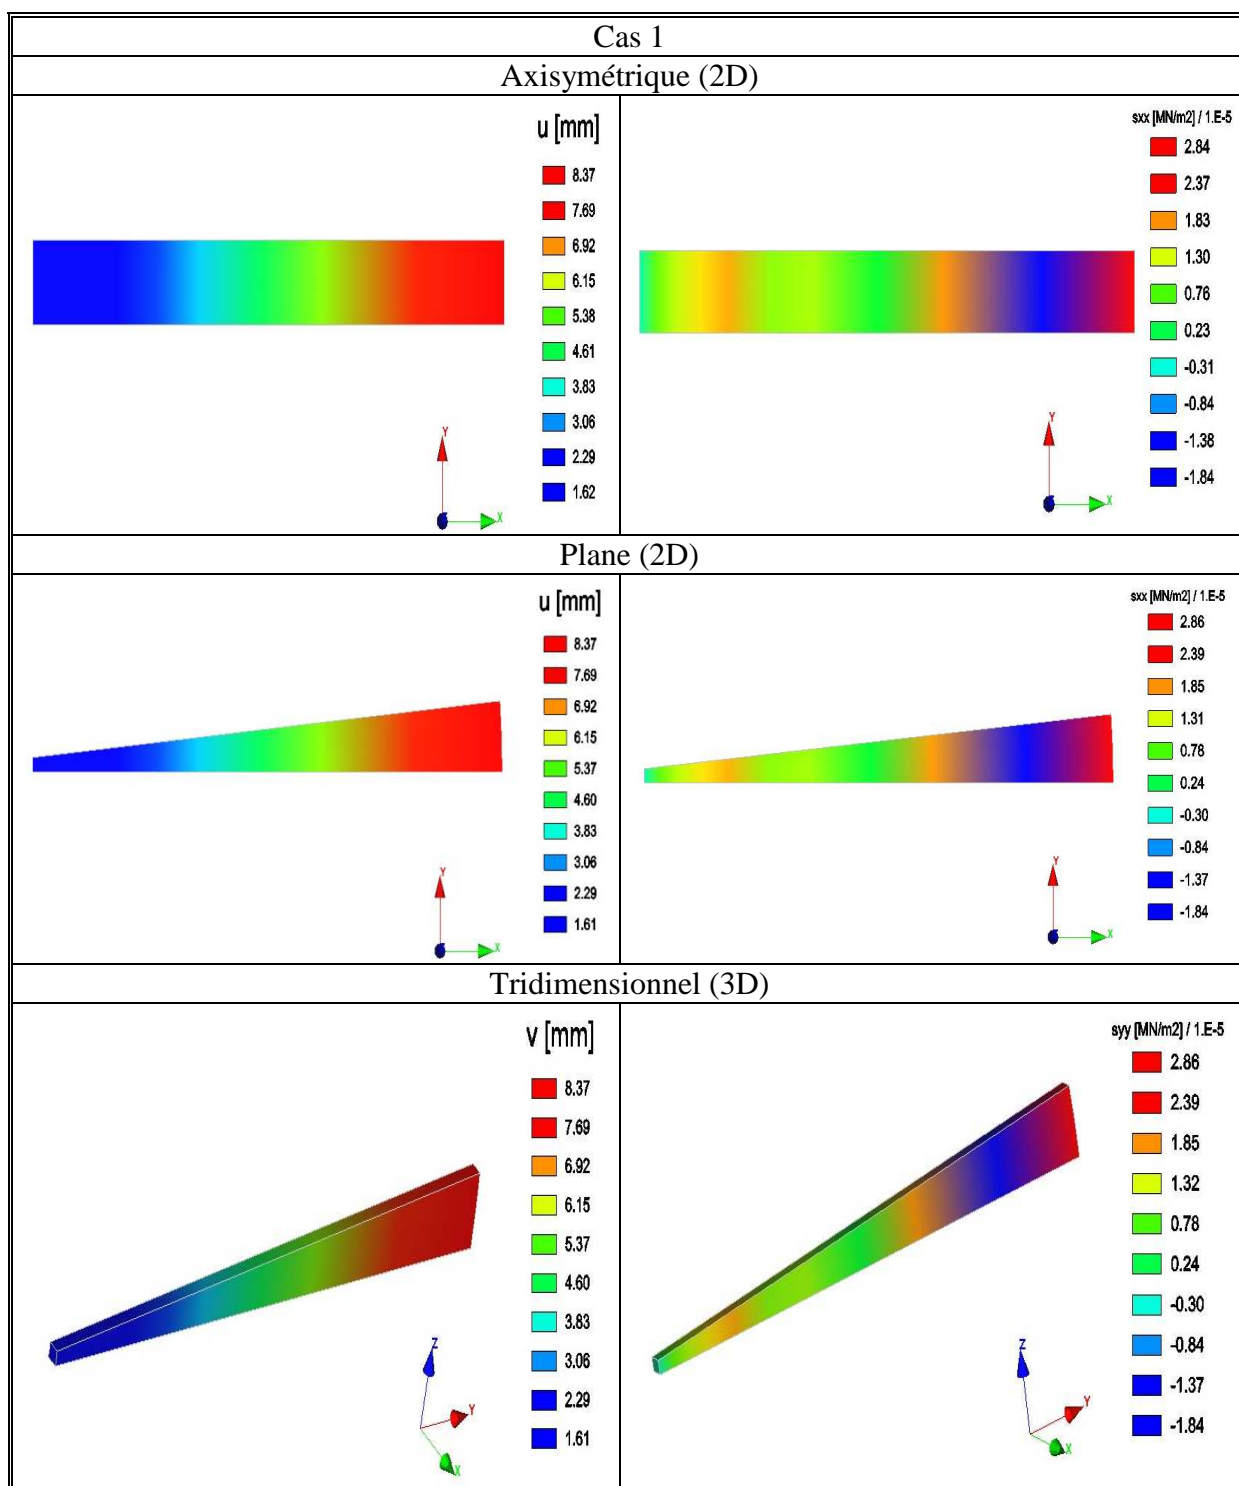 Cas 1
Axisymétrique (2D)
u [mm]
8.37
7.69
6.92
6.15
5.38
4.61
3.83
3.06
2.29
1.62
Y
X
sxx [MN/m2] / 1.E-5
2.84
2.37
1.83
1.30
0.76
0.23
-0.31
-0.84
-1.38
-1.84
Y
X
Plane (2D)
u [mm]
8.37
7.69
6.92
6.15
5.37
4.60
3.83
3.06
2.29
1.61
Y
X
sxx [MN/m2] / 1.E-5
2.86
2.39
1.85
1.31
0.78
0.24
-0.30
-0.84
-1.37
-1.84
Y
X
Tridimensionnel (3D)
v [mm]
8.37
7.69
6.92
6.15
5.37
4.60
3.83
3.06
2.29
1.61
Z
Y
X
syy [MN/m2] / 1.E-5
2.86
2.39
1.85
1.32
0.78
0.24
-0.30
-0.84
-1.37
-1.84
Z
Y
X